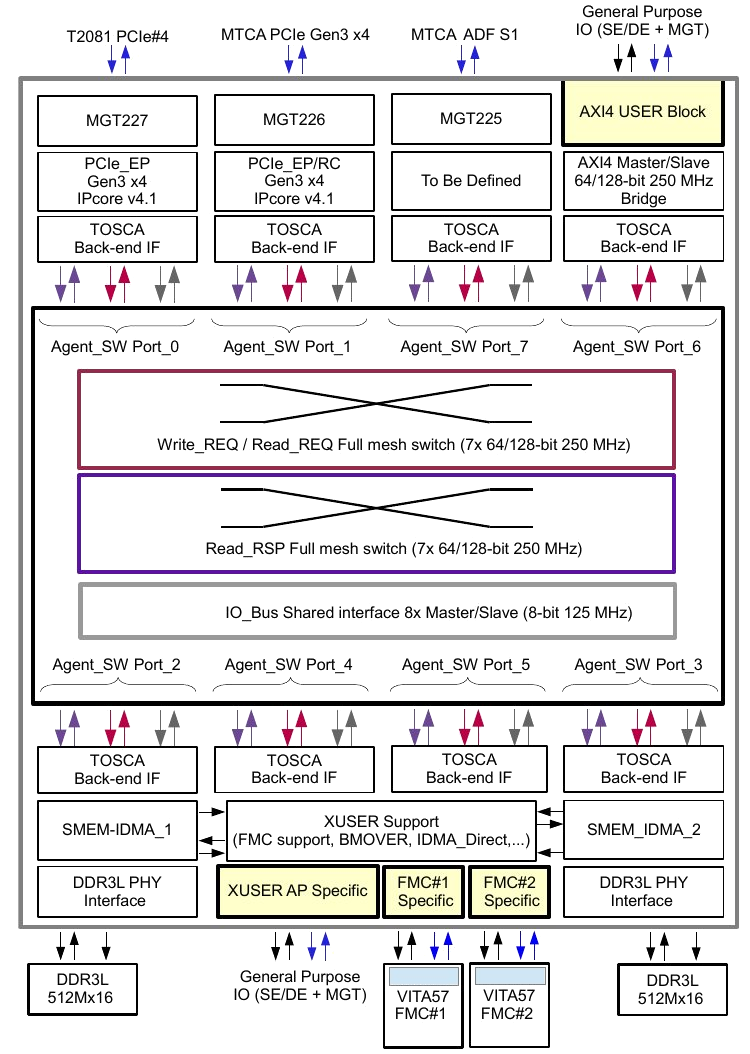 T2081 PCIe#4
MTCA PCIe Gen3 x4
MTCA ADF S1
General Purpose
IO (SE/DE + MGT)
MGT227
MGT226
MGT225
AXI4 USER Block
PCIe_EP
Gen3 x4
IPcore v4.1
PCIe_EP/RC
Gen3 x4
IPcore v4.1
To Be Defined
AXI4 Master/Slave
64/128-bit 250 MHz
Bridge
TOSCA
Back-end IF
TOSCA
Back-end IF
TOSCA
Back-end IF
TOSCA
Back-end IF
Agent_SW Port_0
Agent_SW Port_1
Agent_SW Port_7
Agent_SW Port_6
Write_REQ / Read_REQ Full mesh switch (7x 64/128-bit 250 MHz)
Read_RSP Full mesh switch (7x 64/128-bit 250 MHz)
IO_Bus Shared interface 8x Master/Slave (8-bit 125 MHz)
Agent_SW Port_2
Agent_SW Port_4
Agent_SW Port_5
Agent_SW Port_3
TOSCA
Back-end IF
TOSCA
Back-end IF
TOSCA
Back-end IF
TOSCA
Back-end IF
SMEM-IDMA_1
XUSER Support
(FMC support, BMOVER, IDMA_Direct,...)
SMEM_IDMA_2
DDR3L PHY
Interface
XUSER AP Specific
FMC#1
Specific
FMC#2
Specific
DDR3L PHY
Interface
DDR3L
512Mx16
General Purpose
IO (SE/DE + MGT)
VITA57
FMC#1
VITA57
FMC#2
DDR3L
512Mx16